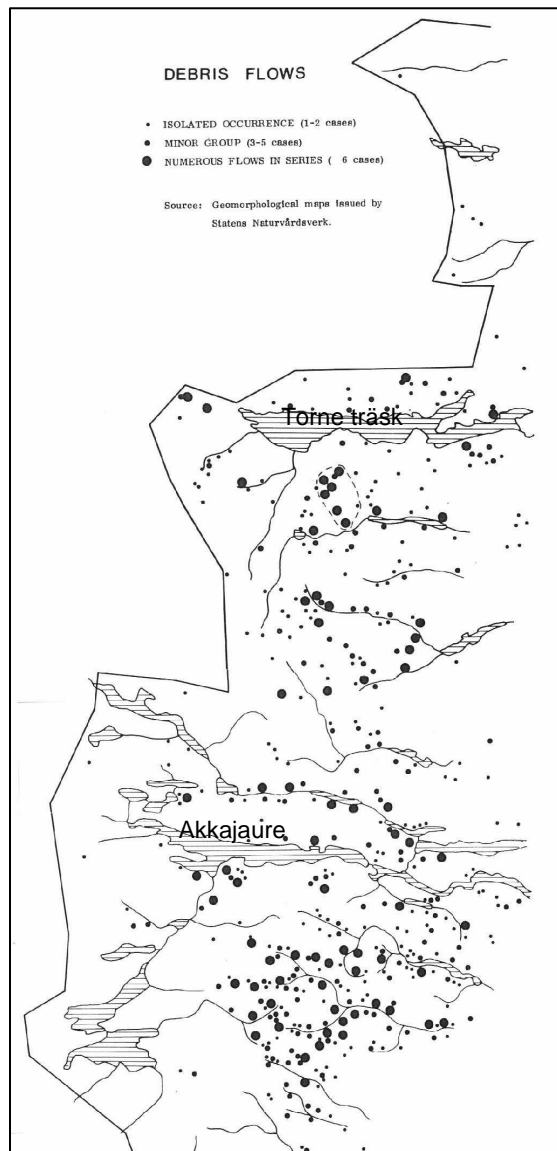 DEBRIS FLOWS
ISOLATED OCCURRENCE (1-2 cases)
MINOR GROUP (3-5 cases)
NUMEROUS FLOWS IN SERIES ( 6 cases)
Source: Geomorphological maps issued by
Statens Naturvårdsverk.
Torne träsk
Akkajaure